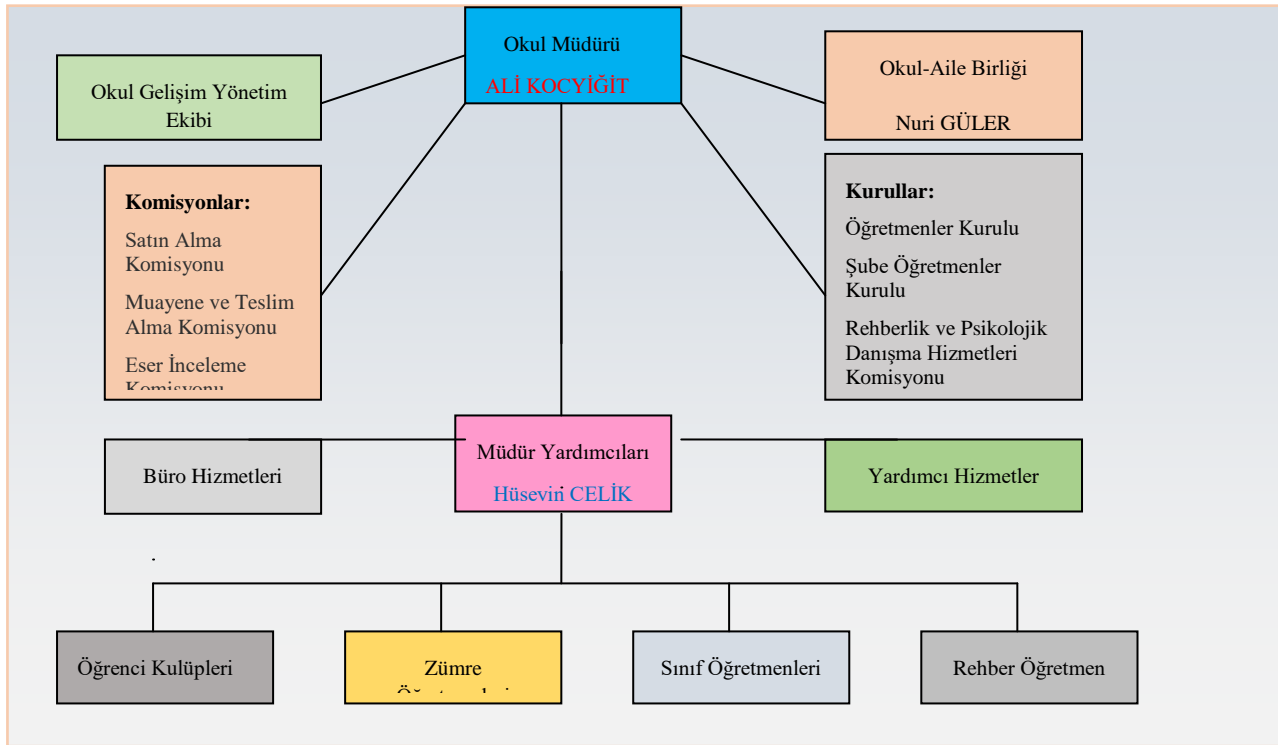 Okul Müdürü
ALİ KOCYİĞİT
Okul Gelişim Yönetim
Ekibi
Okul-Aile Birliği
Nuri GÜLER
Komisyonlar:
Satın Alma
Komisyonu
Muayene ve Teslim
Alma Komisyonu
Eser İnceleme
Komisyonu
Kurullar:
Öğretmenler Kurulu
Şube Öğretmenler
Kurulu
Rehberlik ve Psikolojik
Danışma Hizmetleri
Komisyonu
Büro Hizmetleri
Müdür Yardımcıları
Hüsevin CELİK
Yardımcı Hizmetler
Öğrenci Kulüpleri
Zümre
Sınıf Öğretmenleri
Rehber Öğretmen